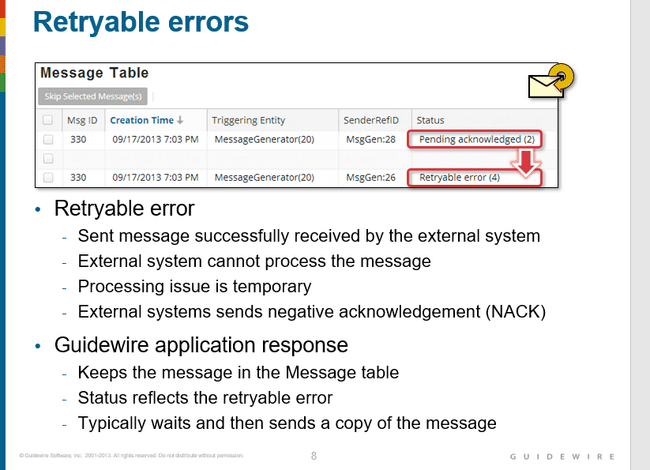 Retryable errors
Message Table
Skip Selected Message(s)
Msg ID Creation Time ↓ Triggering Entity SenderRefID Status
330 09/17/2013 7:03 PM MessageGenerator(20) MsgGen:28 Pending acknowledged (2)
330 09/17/2013 7:03 PM MessageGenerator(20) MsgGen:26 Retryable error (4)
• Retryable error
- Sent message successfully received by the external system
- External system cannot process the message
- Processing issue is temporary
- External systems sends negative acknowledgement (NACK)
• Guidewire application response
- Keeps the message in the Message table
- Status reflects the retryable error
- Typically waits and then sends a copy of the message
© Guidewire Software, Inc. 2001-2013. All rights reserved. Do not distribute without permission.
8
GUIDEWIRE